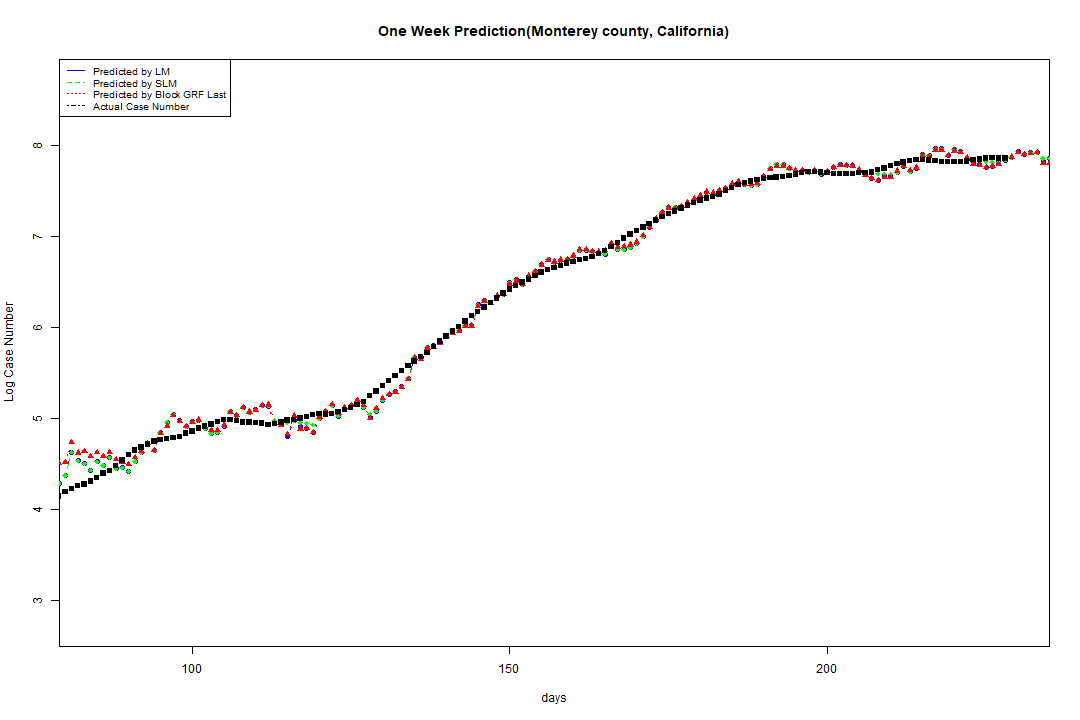 One Week Prediction(Monterey county, California)
Predicted by LM
Predicted by SLM
Predicted by Block GRF Last
Actual Case Number
8
7
6
5
4
3
Log Case Number
100 150 200
days